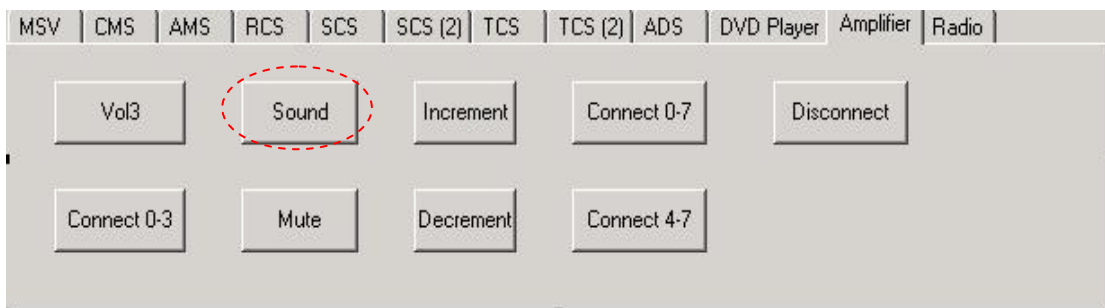 MSV CMS AMS RCS SCS SCS (2) TCS TCS (2) ADS DVD Player Amplifier Radio
Vol3 Sound Increment Connect 0-7 Disconnect
Connect 0-3 Mute Decrement Connect 4-7